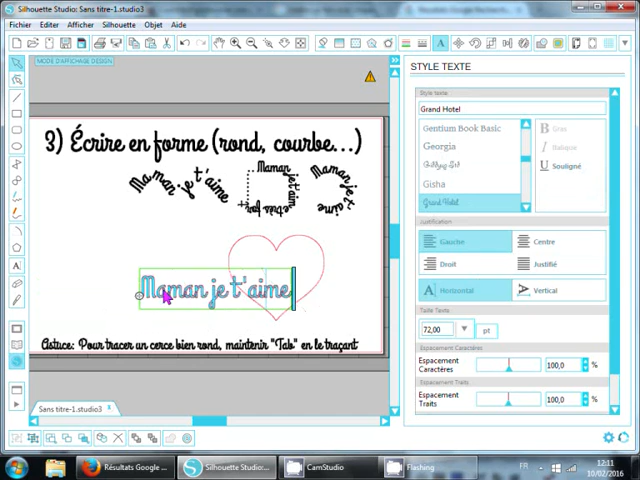 Silhouette Studio: Sans titre-1.studio3
Fichier Editer Afficher Silhouette Objet Aide
MODE D'AFFICHAGE DESIGN
3) Écrire en forme (rond, courbe...)
Maman je t'aime
Maman je t'aime très fort
Maman je t'aime
Maman je t'aime
Astuce: Pour tracer un cerce bien rond, maintenir "Tab" en le traçant
Sans titre-1.studio3
STYLE TEXTE
Style texte
Grand Hotel
Gentium Book Basic
Georgia
Gisha
Grand Hotel
B Gras
I Italique
U Souligné
Justification
Gauche Centre
Droit Justifié
A Horizontal A Vertical
Taille Texte
72,00 pt
Espacement Caractères
Espacement Caractères 100,0 %
Espacement Traits
Espacement Traits 100,0 %
Résultats Google ... Silhouette Studio:... CamStudio Flashing
FR 12:11
10/02/2016